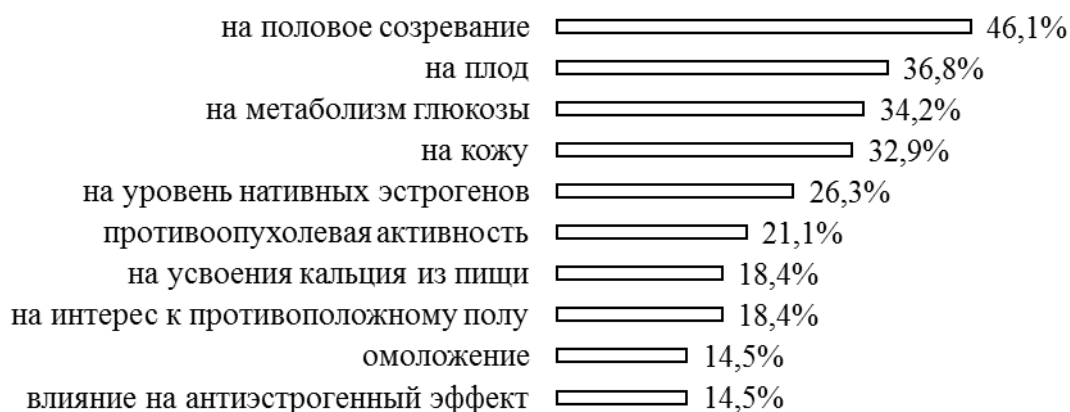 на половое созревание 46,1%
на плод 36,8%
на метаболизм глюкозы 34,2%
на кожу 32,9%
на уровень нативных эстрогенов 26,3%
противоопухолевая активность 21,1%
на усвоения кальция из пищи 18,4%
на интерес к противоположному полу 18,4%
омоложение 14,5%
влияние на антиэстрогенный эффект 14,5%